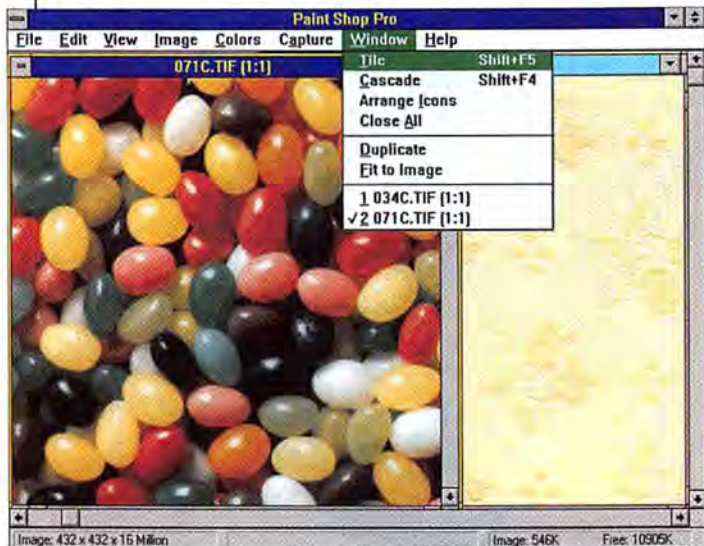 Paint Shop Pro
File Edit View Image Colors Capture Window Help
071C.TIF (1:1)
Tile Shift+F5
Cascade Shift+F4
Arrange Icons
Close All
Duplicate
Fit to Image
1 034C.TIF (1:1)
✓2 071C.TIF (1:1)
Image: 432 x 432 x 16 Million Image: 546K Free: 10905K